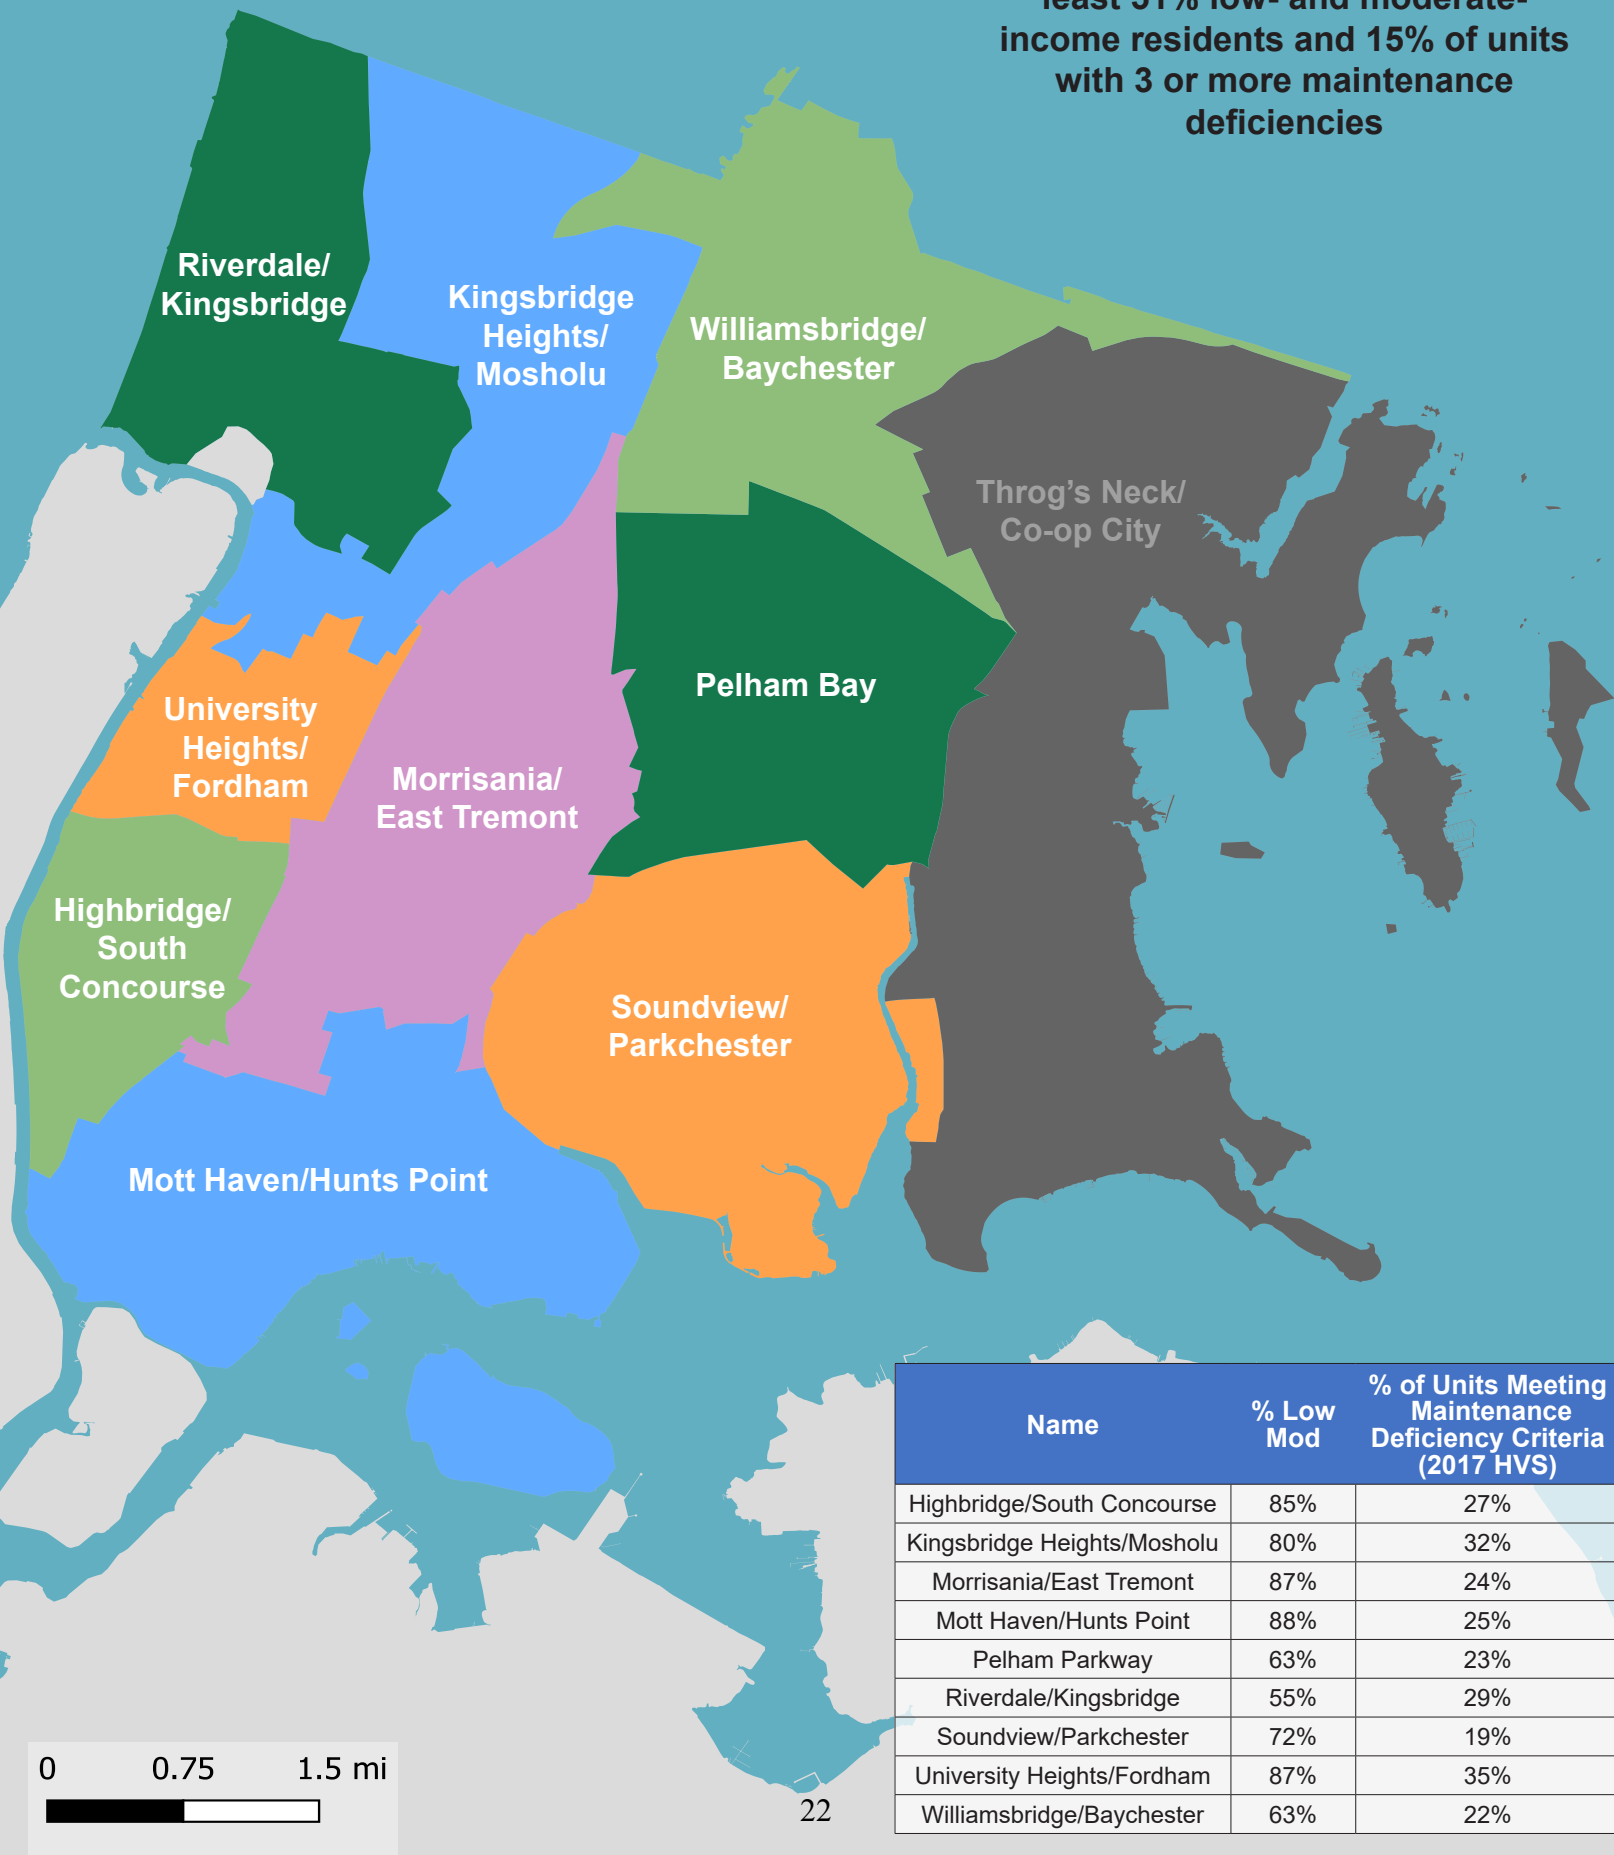 least 51% low- and moderate-
income residents and 15% of units
with 3 or more maintenance
deficiencies
Riverdale/
Kingsbridge
Kingsbridge
Heights/
Mosholu
Williamsbridge/
Baychester
Throg's Neck/
Co-op City
Pelham Bay
University
Heights/
Fordham
Morrisania/
East Tremont
Highbridge/
South
Concourse
Soundview/
Parkchester
Mott Haven/Hunts Point
Name % Low Mod % of Units Meeting Maintenance Deficiency Criteria (2017 HVS)
Highbridge/South Concourse 85% 27%
Kingsbridge Heights/Mosholu 80% 32%
Morrisania/East Tremont 87% 24%
Mott Haven/Hunts Point 88% 25%
Pelham Parkway 63% 23%
Riverdale/Kingsbridge 55% 29%
Soundview/Parkchester 72% 19%
University Heights/Fordham 87% 35%
Williamsbridge/Baychester 63% 22%
0 0.75 1.5 mi
22